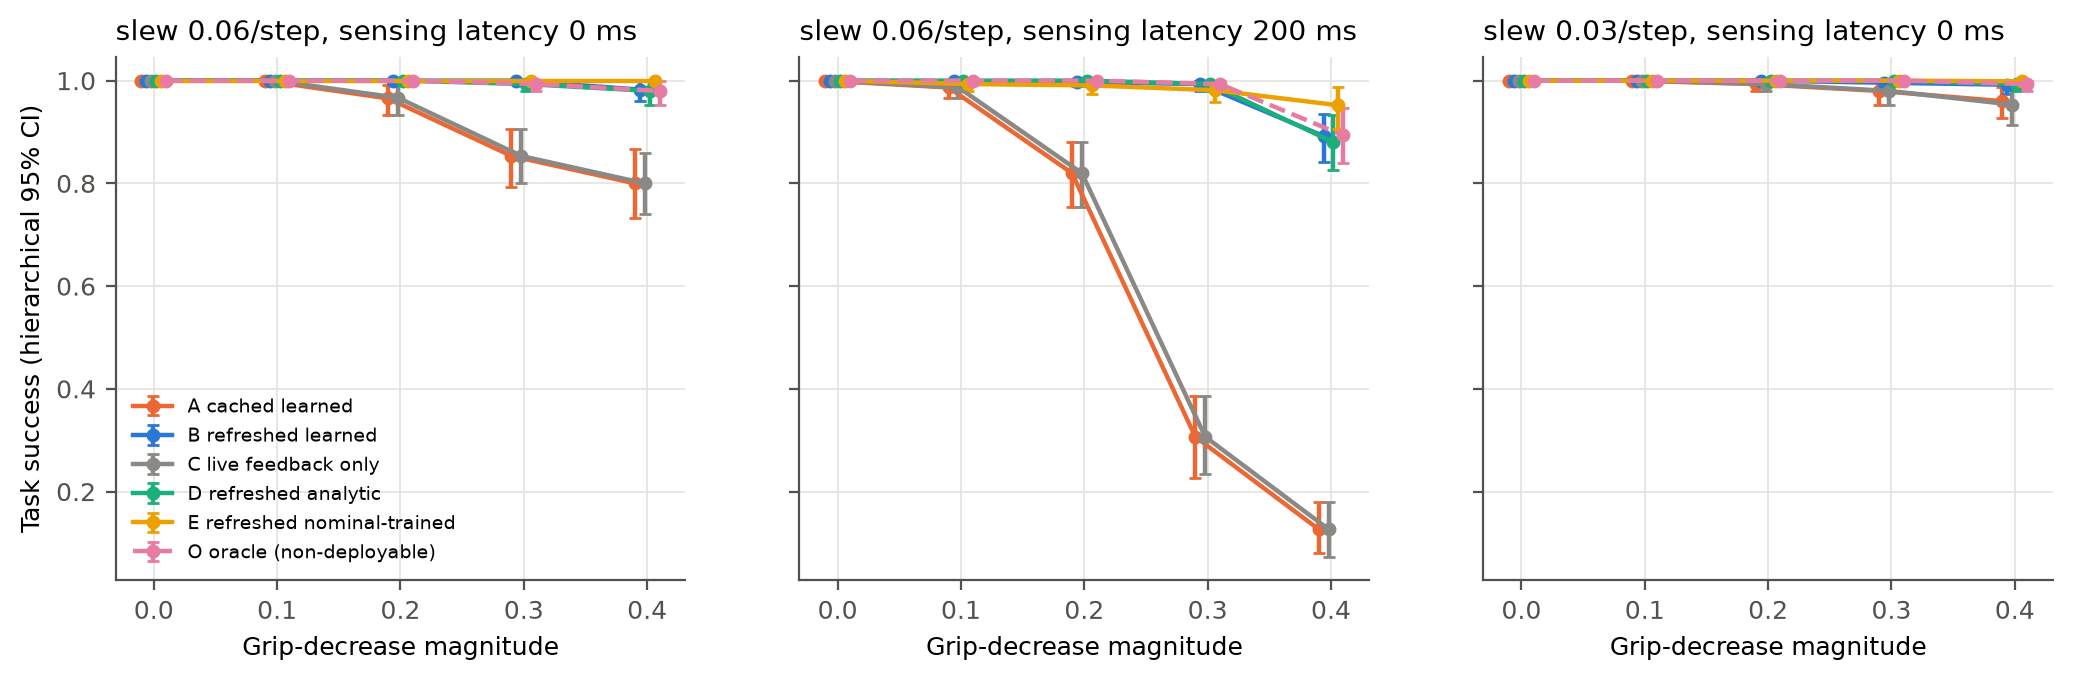 slew 0.06/step, sensing latency 0 ms
slew 0.06/step, sensing latency 200 ms
slew 0.03/step, sensing latency 0 ms
Task success (hierarchical 95% CI)
1.0
0.8
0.6
0.4
0.2
A cached learned
B refreshed learned
C live feedback only
D refreshed analytic
E refreshed nominal-trained
O oracle (non-deployable)
0.0 0.1 0.2 0.3 0.4
0.0 0.1 0.2 0.3 0.4
0.0 0.1 0.2 0.3 0.4
Grip-decrease magnitude
Grip-decrease magnitude
Grip-decrease magnitude